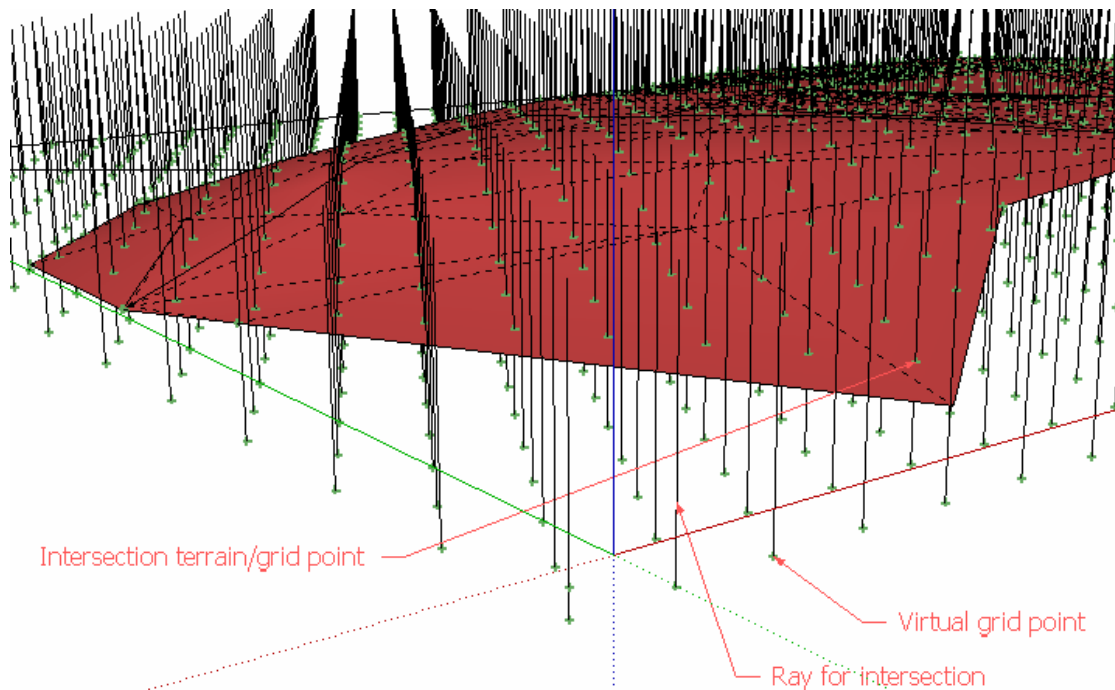 Intersection terrain/grid point
Virtual grid point
Ray for intersection